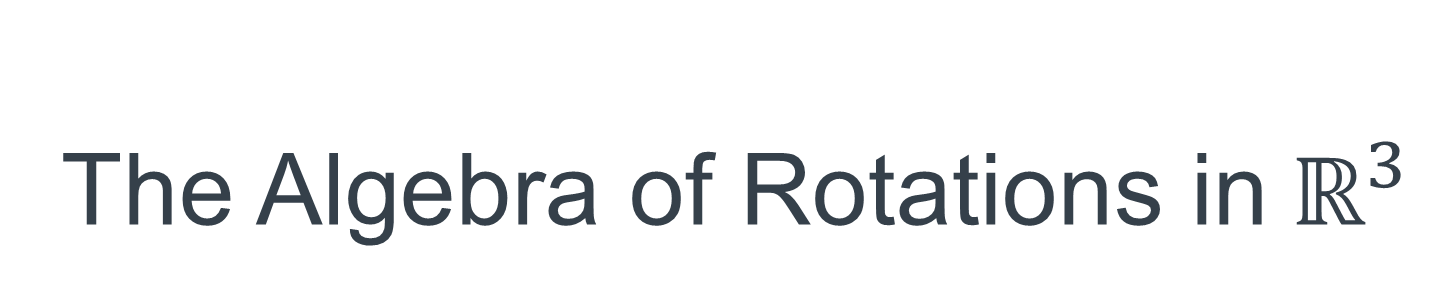 The Algebra of Rotations in ℝ³